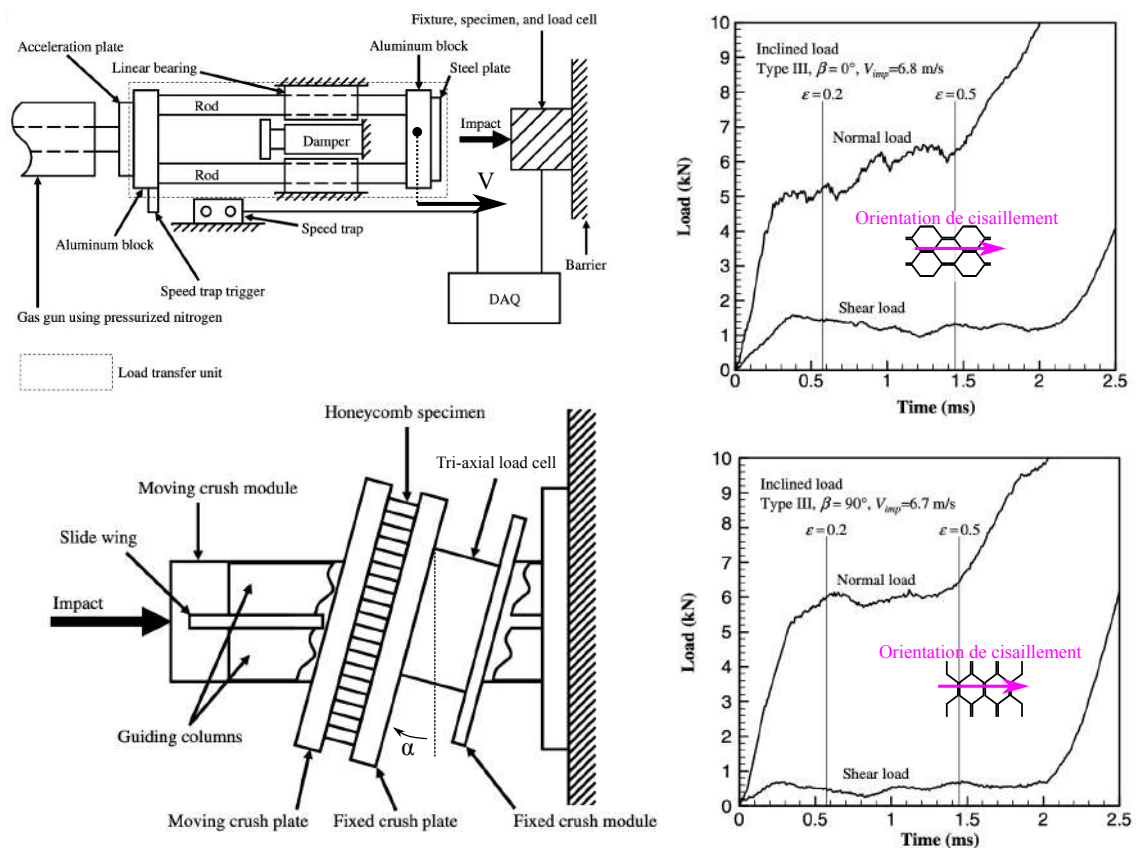 Fixture, specimen, and load cell
Acceleration plate
Aluminum block
Linear bearing
Steel plate
Rod
Impact
Damper
Rod
V
Aluminum block
Speed trap
Barrier
Speed trap trigger
DAQ
Gas gun using pressurized nitrogen
Load transfer unit
Honeycomb specimen
Tri-axial load cell
Moving crush module
Slide wing
Impact
Guiding columns
α
Moving crush plate
Fixed crush plate
Fixed crush module
10
9
8
7
6
5
4
3
2
1
0
Load (kN)
Inclined load
Type III, β= 0°, Vimp=6.8 m/s
ε=0.2
ε=0.5
Normal load
Orientation de cisaillement
Shear load
0
0.5
1
1.5
2
2.5
Time (ms)
10
9
8
7
6
5
4
3
2
1
0
Load (kN)
Inclined load
Type III, β= 90°, Vimp=6.7 m/s
ε=0.2
ε=0.5
Normal load
Orientation de cisaillement
Shear load
0
0.5
1
1.5
2
2.5
Time (ms)